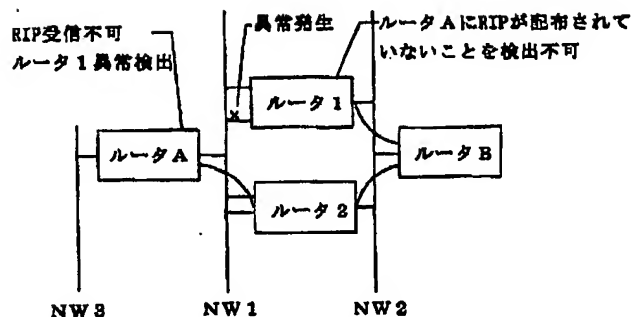 RIP受信不可
ルータ1異常検出
異常発生
ルータAにRIPが配布されて
いないことを検出不可
ルータ1
ルータA
ルータB
ルータ2
NW3
NW1
NW2